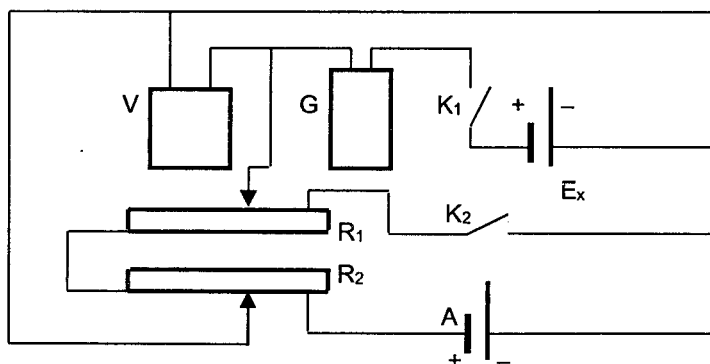 V
G
K1
+ −
Ex
K2
R1
R2
A
+ −